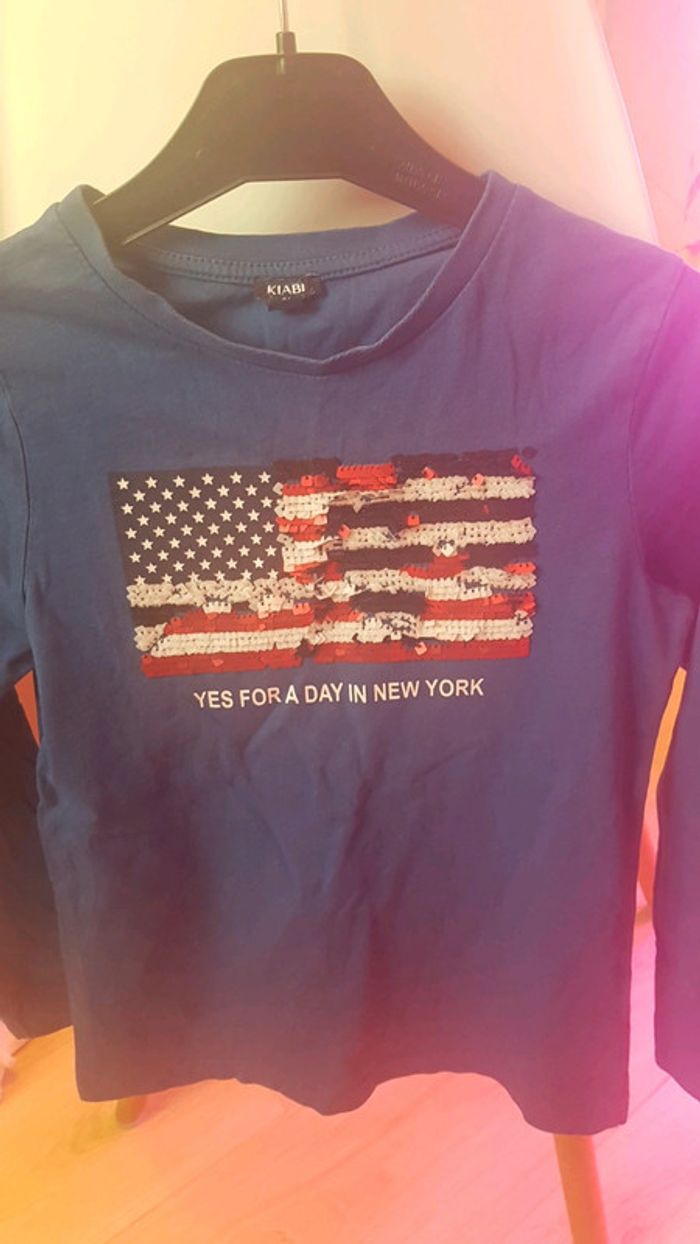 KIABI
YES FOR A DAY IN NEW YORK